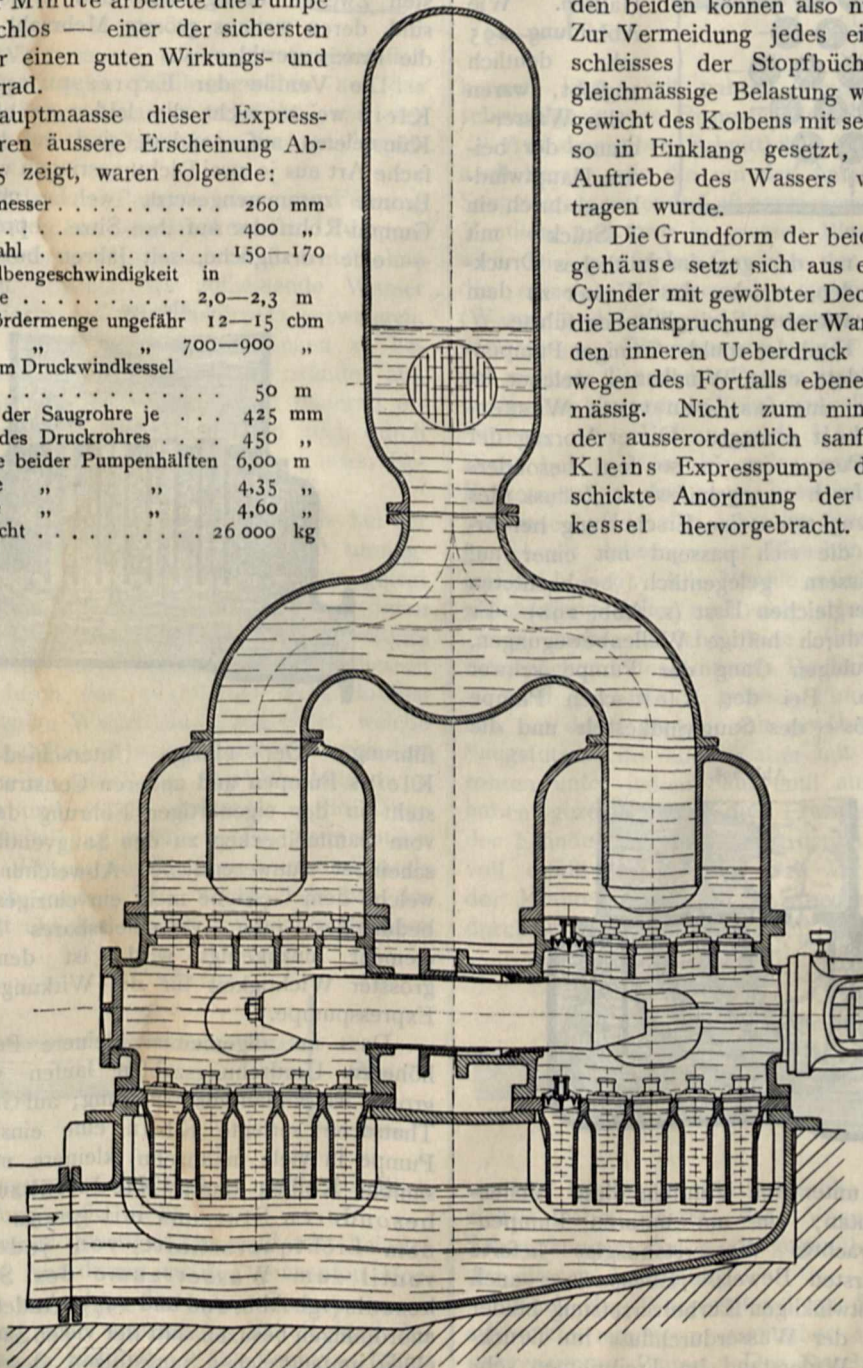 Minute arbeitete die Pumpe
chlos — einer der sichersten
r einen guten Wirkungs- und
rad.
auptmaasse dieser Express-
ren äussere Erscheinung Ab-
5 zeigt, waren folgende:
messer . . . . . . . . . . 260 mm
. . . . . . . . . . 400 „
ahl . . . . . . . . . 150—170
lbengeschwindigkeit in
e . . . . . . . . . . 2,0—2,3 m
ördermenge ungefähr 12—15 cbm
„ „ 700—900 „
m Druckwindkessel
. . . . . . . . . . . . . 50 m
der Saugrohre je . . . 425 mm
des Druckrohres . . . . 450 „
e beider Pumpenhälften 6,00 m
e „ „ 4,35 „
„ „ 4,60 „
cht . . . . . . . . . . 26 000 kg
den beiden können also n
Zur Vermeidung jedes ei
schleisses der Stopfbüch
gleichmässige Belastung w
gewicht des Kolbens mit se
so in Einklang gesetzt,
Auftriebe des Wassers v
tragen wurde.
Die Grundform der beid
gehäuse setzt sich aus e
Cylinder mit gewölbter Dec
die Beanspruchung der Wan
den inneren Ueberdruck
wegen des Fortfalls ebene
mässig. Nicht zum min
der ausserordentlich sanf
Kleins Expresspumpe d
schickte Anordnung der
kessel hervorgebracht.